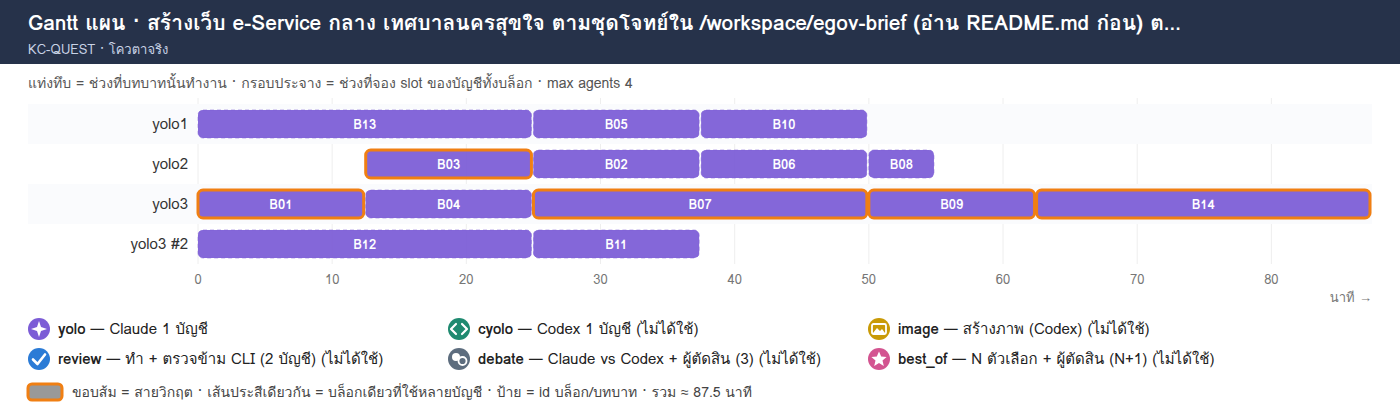 Gantt แผน · สร้างเว็บ e-Service กลาง เทศบาลนครสุขใจ ตามชุดโจทย์ใน /workspace/egov-brief (อ่าน README.md ก่อน) ต…
KC-QUEST · โควตาจริง
แท่งทึบ = ช่วงที่บทบาทนั้นทำงาน · กรอบประจาง = ช่วงที่จอง slot ของบัญชีทั้งบล็อก · max agents 4
yolo1 B13 B05 B10
yolo2 B03 B02 B06 B08
yolo3 B01 B04 B07 B09 B14
yolo3 #2 B12 B11
0 10 20 30 40 50 60 70 80
นาที →
yolo — Claude 1 บัญชี cyolo — Codex 1 บัญชี (ไม่ได้ใช้) image — สร้างภาพ (Codex) (ไม่ได้ใช้)
review — ทำ + ตรวจข้าม CLI (2 บัญชี) (ไม่ได้ใช้) debate — Claude vs Codex + ผู้ตัดสิน (3) (ไม่ได้ใช้) best_of — N ตัวเลือก + ผู้ตัดสิน (N+1) (ไม่ได้ใช้)
ขอบส้ม = สายวิกฤต · เส้นประสีเดียวกัน = บล็อกเดียวที่ใช้หลายบัญชี · ป้าย = id บล็อก/บทบาท · รวม ≈ 87.5 นาที